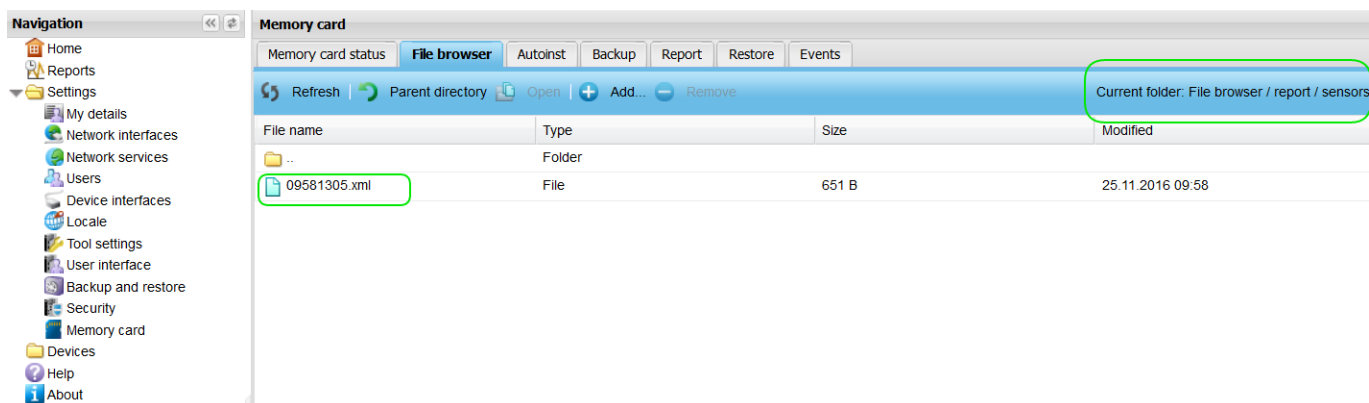 Navigation
Home
Reports
Settings
My details
Network interfaces
Network services
Users
Device interfaces
Locale
Tool settings
User interface
Backup and restore
Security
Memory card
Devices
Help
About
Memory card
Memory card status File browser Autoinst Backup Report Restore Events
Refresh Parent directory Open Add... Remove Current folder: File browser / report / sensors
File name Type Size Modified
.. Folder
09581305.xml File 651 B 25.11.2016 09:58